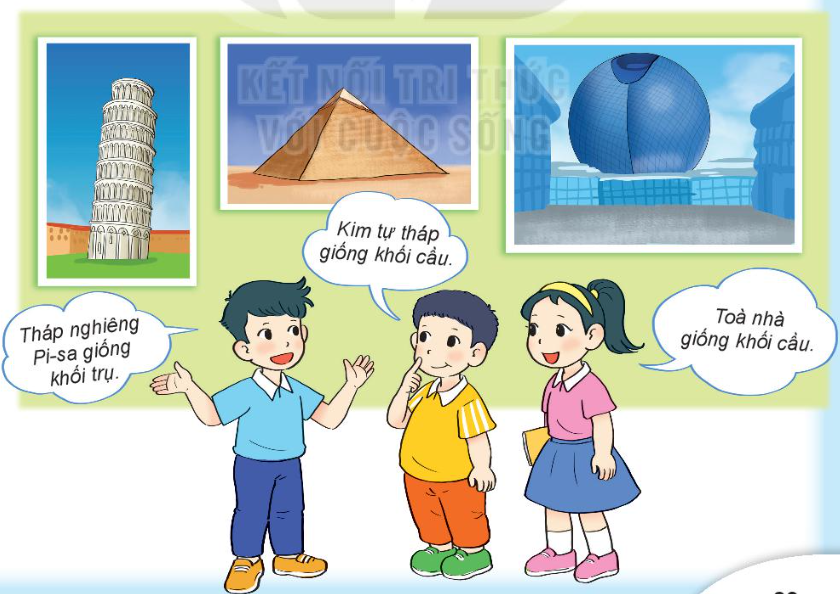 KẾT NỐI TRI THỨC
VỚI CUỘC SỐNG
Kim tự tháp
giống khối cầu.
Tháp nghiêng
Pi-sa giống
khối trụ.
Toà nhà
giống khối cầu.